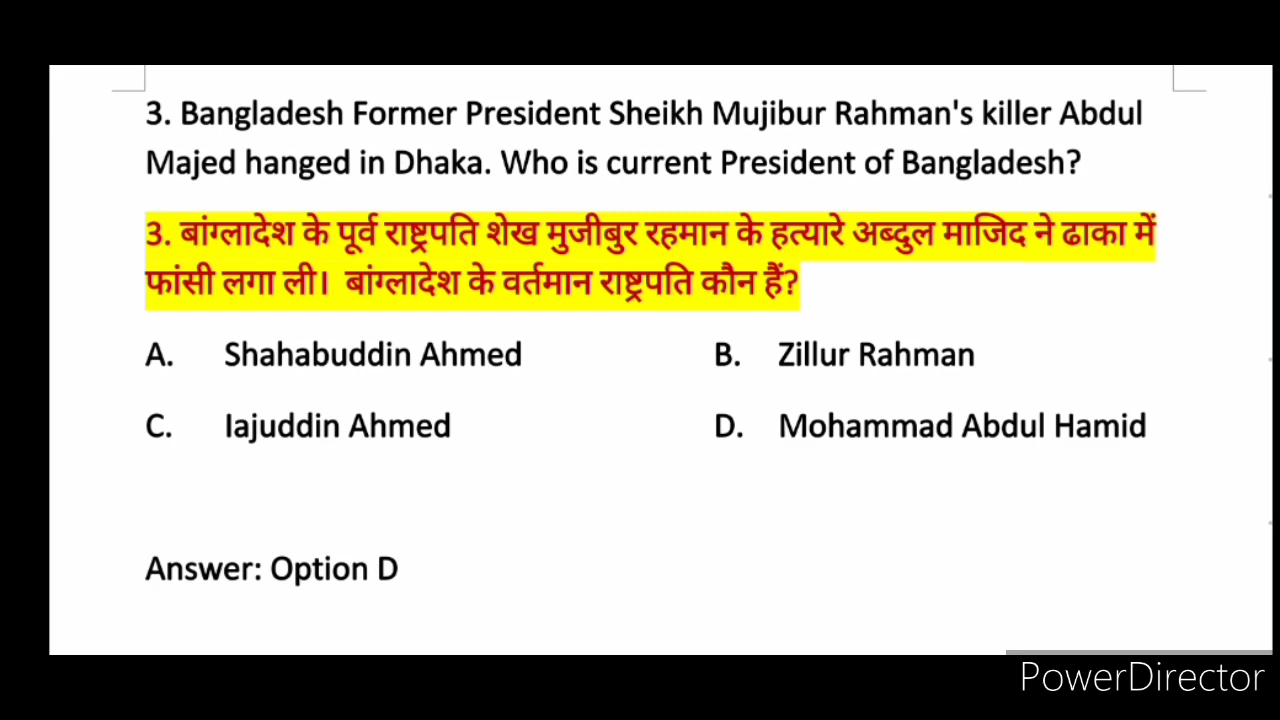 3. Bangladesh Former President Sheikh Mujibur Rahman's killer Abdul
Majed hanged in Dhaka. Who is current President of Bangladesh?
3. बांग्लादेश के पूर्व राष्ट्रपति शेख मुजीबुर रहमान के हत्यारे अब्दुल माजिद ने ढाका में
फांसी लगा ली। बांग्लादेश के वर्तमान राष्ट्रपति कौन हैं?
A. Shahabuddin Ahmed B. Zillur Rahman
C. Iajuddin Ahmed D. Mohammad Abdul Hamid
Answer: Option D
PowerDirector